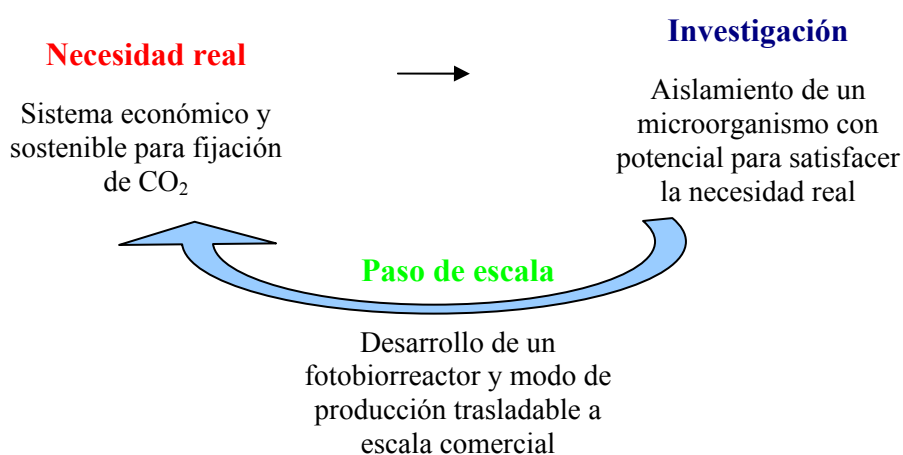 Necesidad real
Sistema económico y
sostenible para fijación
de CO₂
Investigación
Aislamiento de un
microorganismo con
potencial para satisfacer
la necesidad real
Paso de escala
Desarrollo de un
fotobiorreactor y modo de
producción trasladable a
escala comercial